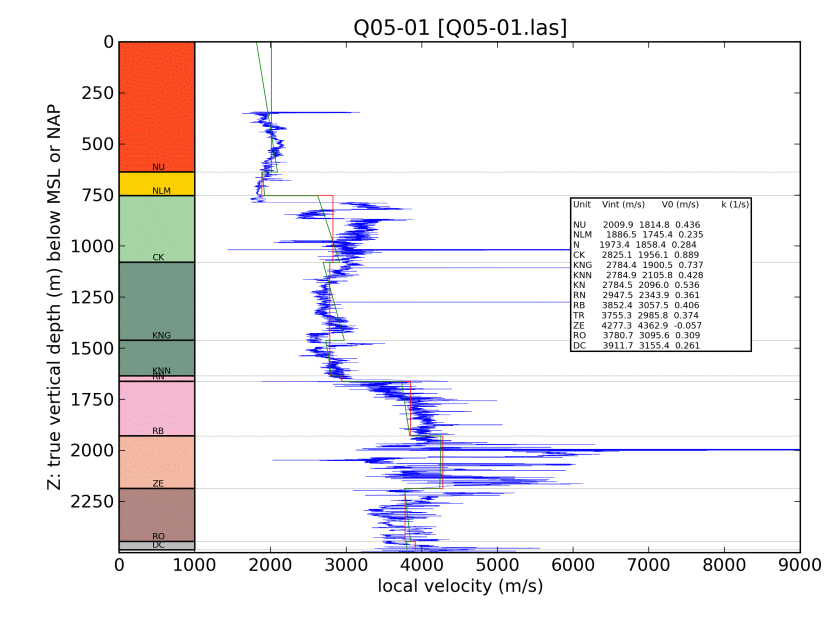 Q05-01 [Q05-01.las]
Z: true vertical depth (m) below MSL or NAP
0
250
500
750
1000
1250
1500
1750
2000
2250
NU
NLM
CK
KNG
KNN
RN
RB
ZE
RO
DC
Unit Vint (m/s) V0 (m/s) k (1/s)
NU 2009.9 1814.8 0.436
NLM 1886.5 1745.4 0.235
N 1973.4 1858.4 0.284
CK 2825.1 1956.1 0.889
KNG 2784.4 1900.5 0.737
KNN 2784.9 2105.8 0.428
KN 2784.5 2096.0 0.536
RN 2947.5 2343.9 0.361
RB 3852.4 3057.5 0.406
TR 3755.3 2985.8 0.374
ZE 4277.3 4362.9 -0.057
RO 3780.7 3095.6 0.309
DC 3911.7 3155.4 0.261
0 1000 2000 3000 4000 5000 6000 7000 8000 9000
local velocity (m/s)